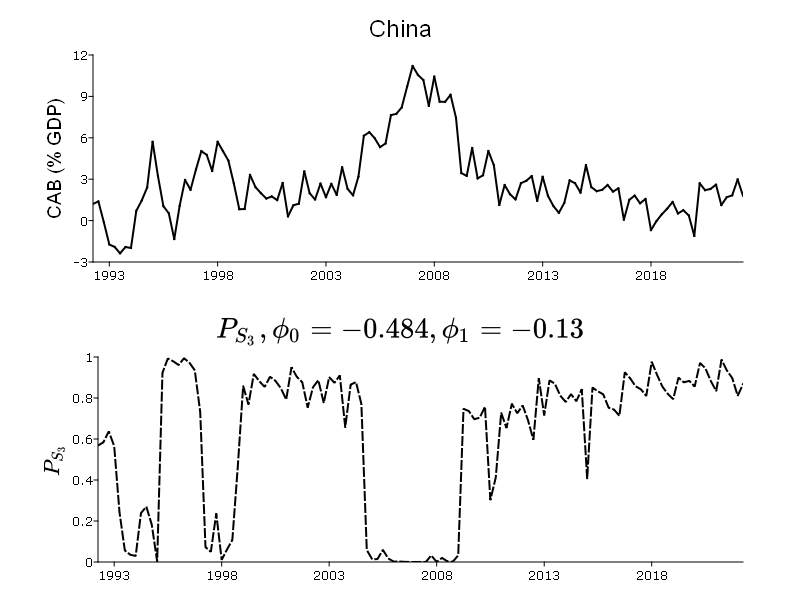 China
CAB (% GDP)
12
9
6
3
0
−3
1993 1998 2003 2008 2013 2018
P_{S_3}, ϕ_0 = −0.484, ϕ_1 = −0.13
P_{S_3}
1
0.8
0.6
0.4
0.2
0
1993 1998 2003 2008 2013 2018